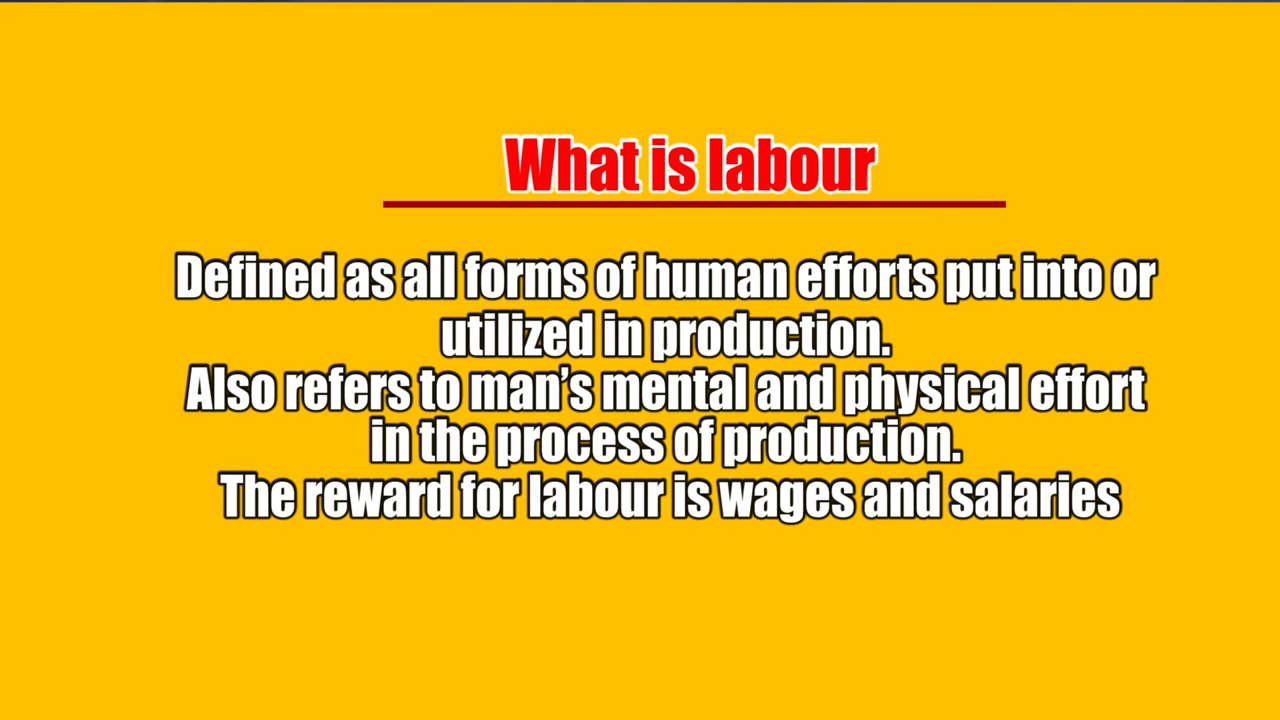 What is labour
Defined as all forms of human efforts put into or
utilized in production.
Also refers to man’s mental and physical effort
in the process of production.
The reward for labour is wages and salaries